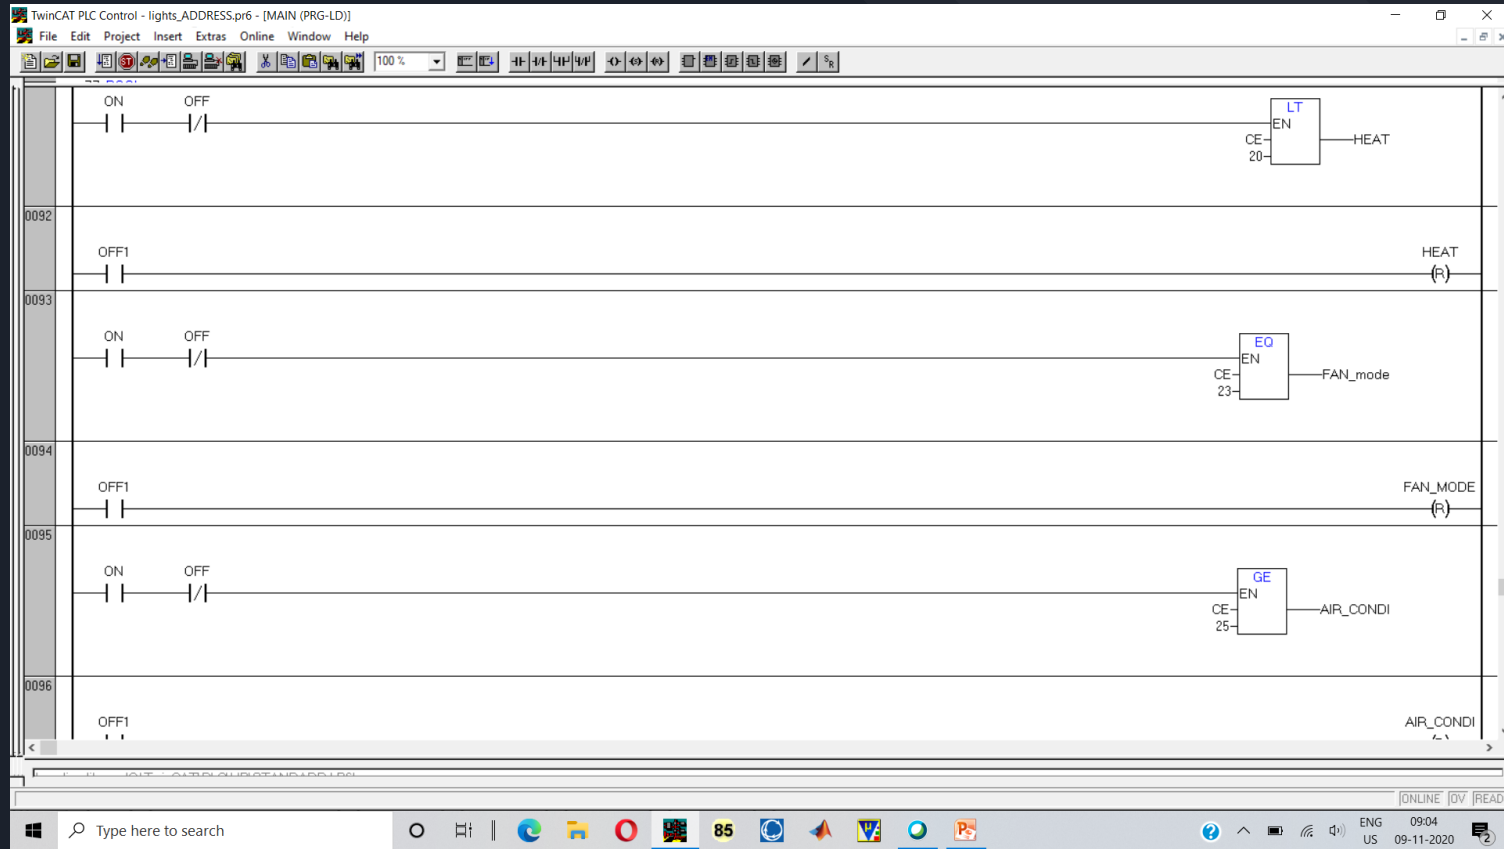 TwinCAT PLC Control - lights_ADDRESS.pr6 - [MAIN (PRG-LD)]
File Edit Project Insert Extras Online Window Help
100 %
ON OFF
LT
EN
CE
20
HEAT
0092
OFF1
HEAT
(R)
0093
ON OFF
EQ
EN
CE
23
FAN_mode
0094
OFF1
FAN_MODE
(R)
0095
ON OFF
GE
EN
CE
25
AIR_CONDI
0096
OFF1
AIR_CONDI
ONLINE OV READ
Type here to search
85
ENG
US
09:04
09-11-2020
2